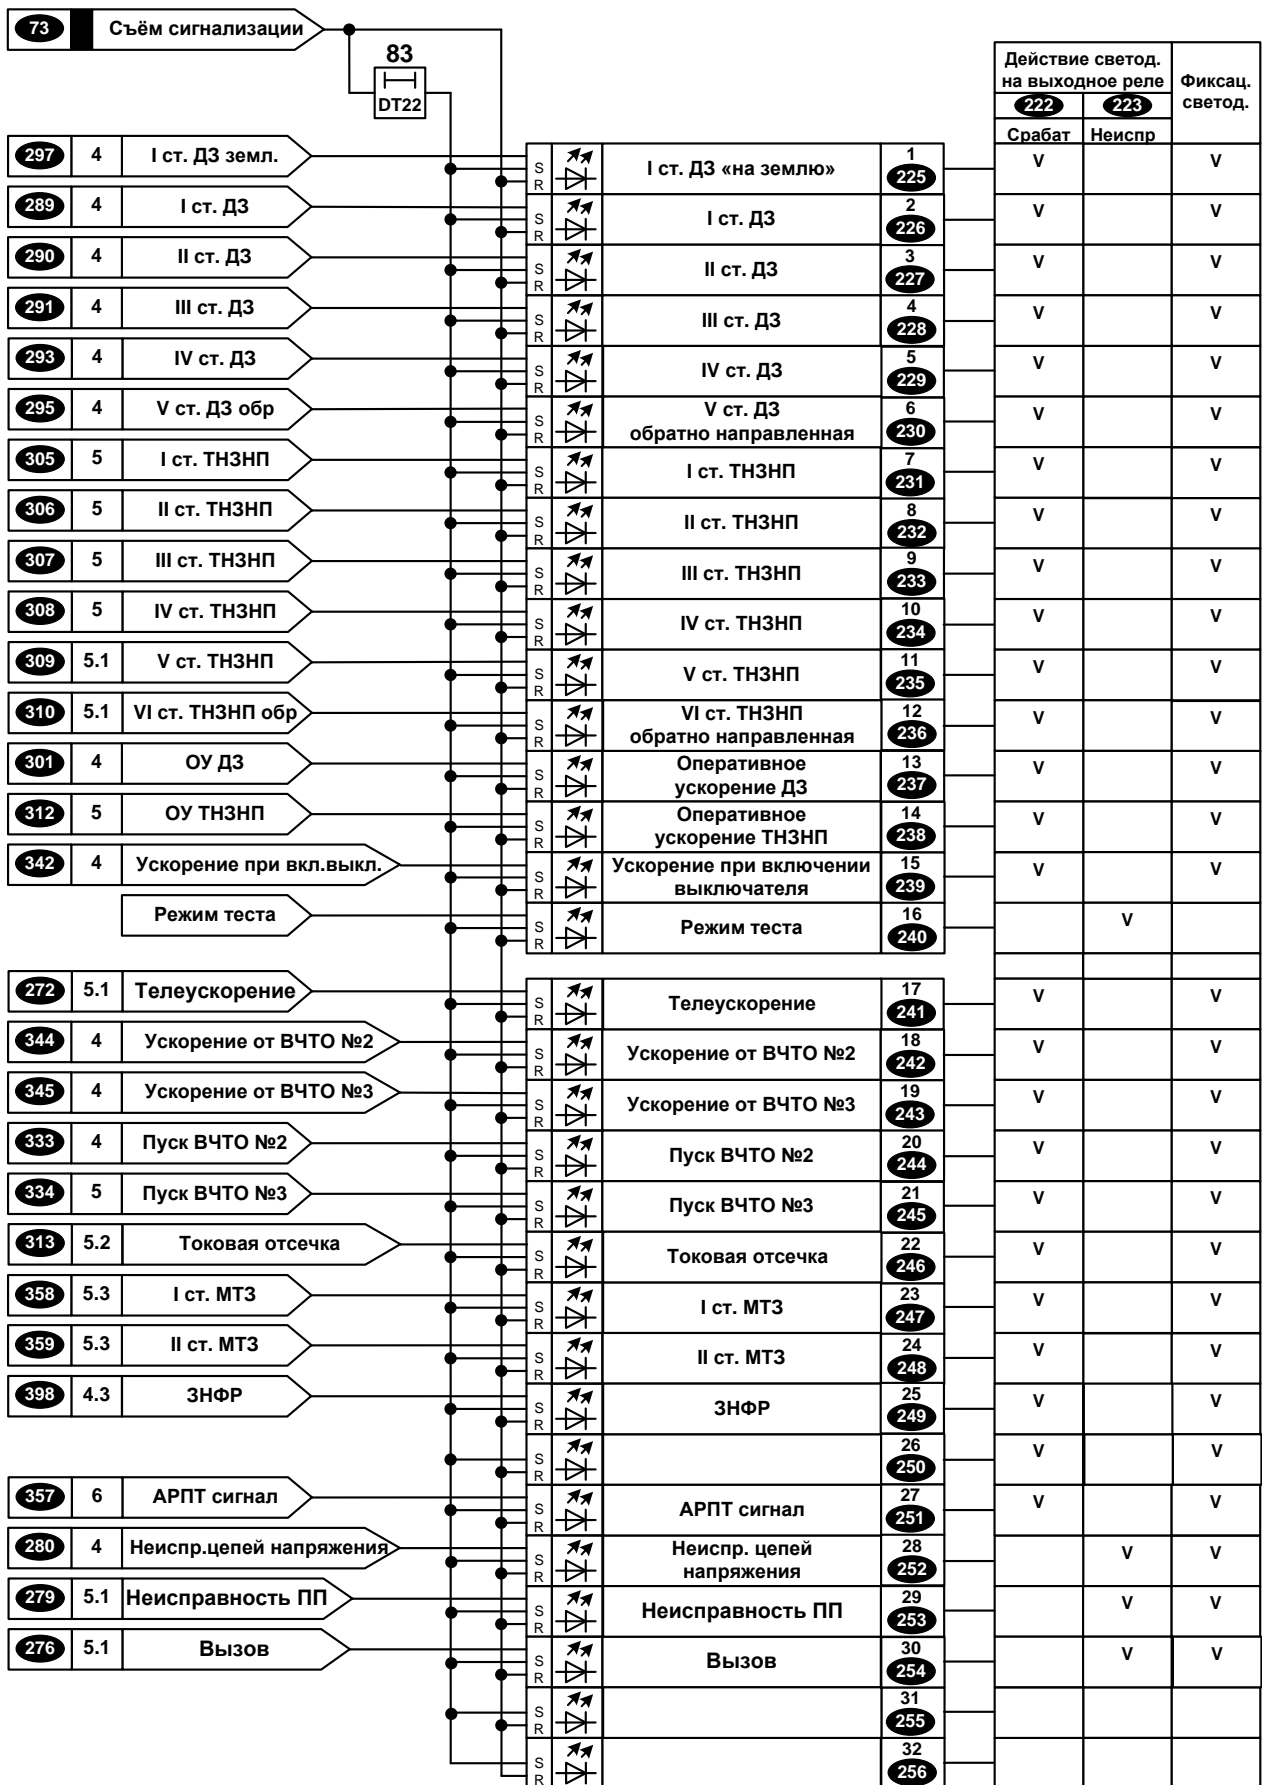 73 Съём сигнализации
83
DT22
Действие светод.
на выходное реле
Фиксац.
светод.
222 223
Срабат Неиспр
297 4 I ст. ДЗ земл.
S R I ст. ДЗ «на землю» 1 225 V V
289 4 I ст. ДЗ
S R I ст. ДЗ 2 226 V V
290 4 II ст. ДЗ
S R II ст. ДЗ 3 227 V V
291 4 III ст. ДЗ
S R III ст. ДЗ 4 228 V V
293 4 IV ст. ДЗ
S R IV ст. ДЗ 5 229 V V
295 4 V ст. ДЗ обр
S R V ст. ДЗ
обратно направленная 6 230 V V
305 5 I ст. ТНЗНП
S R I ст. ТНЗНП 7 231 V V
306 5 II ст. ТНЗНП
S R II ст. ТНЗНП 8 232 V V
307 5 III ст. ТНЗНП
S R III ст. ТНЗНП 9 233 V V
308 5 IV ст. ТНЗНП
S R IV ст. ТНЗНП 10 234 V V
309 5.1 V ст. ТНЗНП
S R V ст. ТНЗНП 11 235 V V
310 5.1 VI ст. ТНЗНП обр
S R VI ст. ТНЗНП
обратно направленная 12 236 V V
301 4 ОУ ДЗ
S R Оперативное
ускорение ДЗ 13 237 V V
312 5 ОУ ТНЗНП
S R Оперативное
ускорение ТНЗНП 14 238 V V
342 4 Ускорение при вкл.выкл.
S R Ускорение при включении
выключателя 15 239 V V
Режим теста
S R Режим теста 16 240 V
272 5.1 Телеускорение
S R Телеускорение 17 241 V V
344 4 Ускорение от ВЧТО №2
S R Ускорение от ВЧТО №2 18 242 V V
345 4 Ускорение от ВЧТО №3
S R Ускорение от ВЧТО №3 19 243 V V
333 4 Пуск ВЧТО №2
S R Пуск ВЧТО №2 20 244 V V
334 5 Пуск ВЧТО №3
S R Пуск ВЧТО №3 21 245 V V
313 5.2 Токовая отсечка
S R Токовая отсечка 22 246 V V
358 5.3 I ст. МТЗ
S R I ст. МТЗ 23 247 V V
359 5.3 II ст. МТЗ
S R II ст. МТЗ 24 248 V V
398 4.3 ЗНФР
S R ЗНФР 25 249 V V
S R 26 250 V V
357 6 АРПТ сигнал
S R АРПТ сигнал 27 251 V V
280 4 Неиспр.цепей напряжения
S R Неиспр. цепей
напряжения 28 252 V V
279 5.1 Неисправность ПП
S R Неисправность ПП 29 253 V V
276 5.1 Вызов
S R Вызов 30 254 V V
S R 31 255
S R 32 256